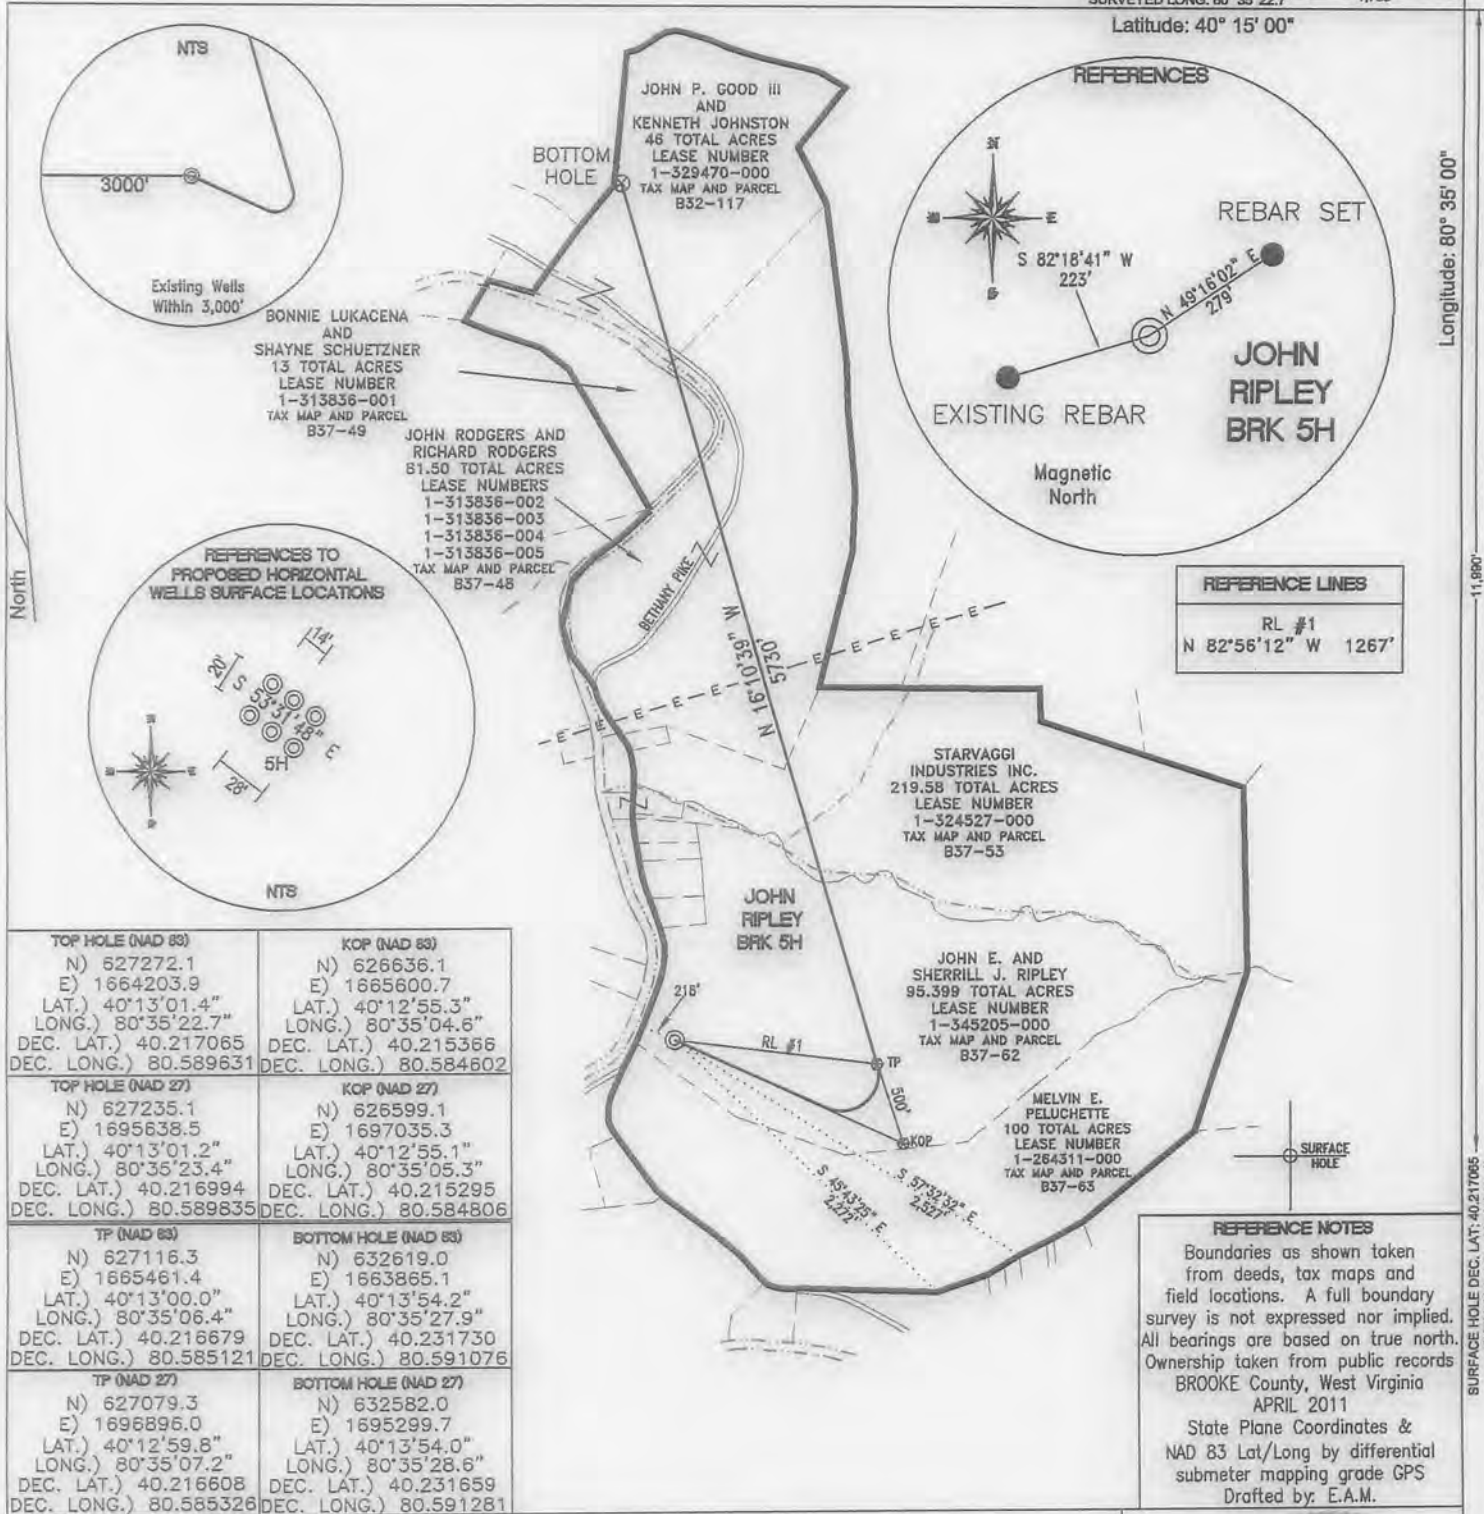 SURVEYED LONG: 80° 35' 22.7"
Latitude: 40° 15' 00"
NTS
3000'
Existing Wells
Within 3,000'
JOHN P. GOOD III
AND
KENNETH JOHNSTON
46 TOTAL ACRES
LEASE NUMBER
1-329470-000
TAX MAP AND PARCEL
B32-117
BOTTOM
HOLE
REFERENCES
N
E
S
W
REBAR SET
S 82°18'41" W
223'
N 49°16'02" E
279'
EXISTING REBAR
JOHN
RIPLEY
BRK 5H
Magnetic
North
Longitude: 80° 35' 00"
BONNIE LUKACENA
AND
SHAYNE SCHUETZNER
13 TOTAL ACRES
LEASE NUMBER
1-313836-001
TAX MAP AND PARCEL
B37-49
JOHN RODGERS AND
RICHARD RODGERS
81.50 TOTAL ACRES
LEASE NUMBERS
1-313836-002
1-313836-003
1-313836-004
1-313836-005
TAX MAP AND PARCEL
B37-48
North
REFERENCES TO
PROPOSED HORIZONTAL
WELLS SURFACE LOCATIONS
14'
20'
S 53°31'48" E
5H
28'
NTS
BETHANY PIKE
N 16°10'39" W
5730'
E E E E E E E
REFERENCE LINES
RL #1
N 82°56'12" W 1267'
11,990'
STARVAGGI
INDUSTRIES INC.
219.58 TOTAL ACRES
LEASE NUMBER
1-324527-000
TAX MAP AND PARCEL
B37-53
JOHN
RIPLEY
BRK 5H
JOHN E. AND
SHERRILL J. RIPLEY
95.399 TOTAL ACRES
LEASE NUMBER
1-345205-000
TAX MAP AND PARCEL
B37-62
218'
RL #1
TP
500'
KOP
MELVIN E.
PELUCHETTE
100 TOTAL ACRES
LEASE NUMBER
1-264311-000
TAX MAP AND PARCEL
B37-63
S 45°43'25" E
2,272'
S 57°32'32" E
2,527'
SURFACE
HOLE
SURFACE HOLE DEC. LAT: 40.217065
TOP HOLE (NAD 83)
N) 627272.1
E) 1664203.9
LAT.) 40°13'01.4"
LONG.) 80°35'22.7"
DEC. LAT.) 40.217065
DEC. LONG.) 80.589631
KOP (NAD 83)
N) 626636.1
E) 1665600.7
LAT.) 40°12'55.3"
LONG.) 80°35'04.6"
DEC. LAT.) 40.215366
DEC. LONG.) 80.584602
TOP HOLE (NAD 27)
N) 627235.1
E) 1695638.5
LAT.) 40°13'01.2"
LONG.) 80°35'23.4"
DEC. LAT.) 40.216994
DEC. LONG.) 80.589835
KOP (NAD 27)
N) 626599.1
E) 1697035.3
LAT.) 40°12'55.1"
LONG.) 80°35'05.3"
DEC. LAT.) 40.215295
DEC. LONG.) 80.584806
TP (NAD 83)
N) 627116.3
E) 1665461.4
LAT.) 40°13'00.0"
LONG.) 80°35'06.4"
DEC. LAT.) 40.216679
DEC. LONG.) 80.585121
BOTTOM HOLE (NAD 83)
N) 632619.0
E) 1663865.1
LAT.) 40°13'54.2"
LONG.) 80°35'27.9"
DEC. LAT.) 40.231730
DEC. LONG.) 80.591076
TP (NAD 27)
N) 627079.3
E) 1696896.0
LAT.) 40°12'59.8"
LONG.) 80°35'07.2"
DEC. LAT.) 40.216608
DEC. LONG.) 80.585326
BOTTOM HOLE (NAD 27)
N) 632582.0
E) 1695299.7
LAT.) 40°13'54.0"
LONG.) 80°35'28.6"
DEC. LAT.) 40.231659
DEC. LONG.) 80.591281
REFERENCE NOTES
Boundaries as shown taken
from deeds, tax maps and
field locations. A full boundary
survey is not expressed nor implied.
All bearings are based on true north.
Ownership taken from public records
BROOKE County, West Virginia
APRIL 2011
State Plane Coordinates &
NAD 83 Lat/Long by differential
submeter mapping grade GPS
Drafted by: E.A.M.